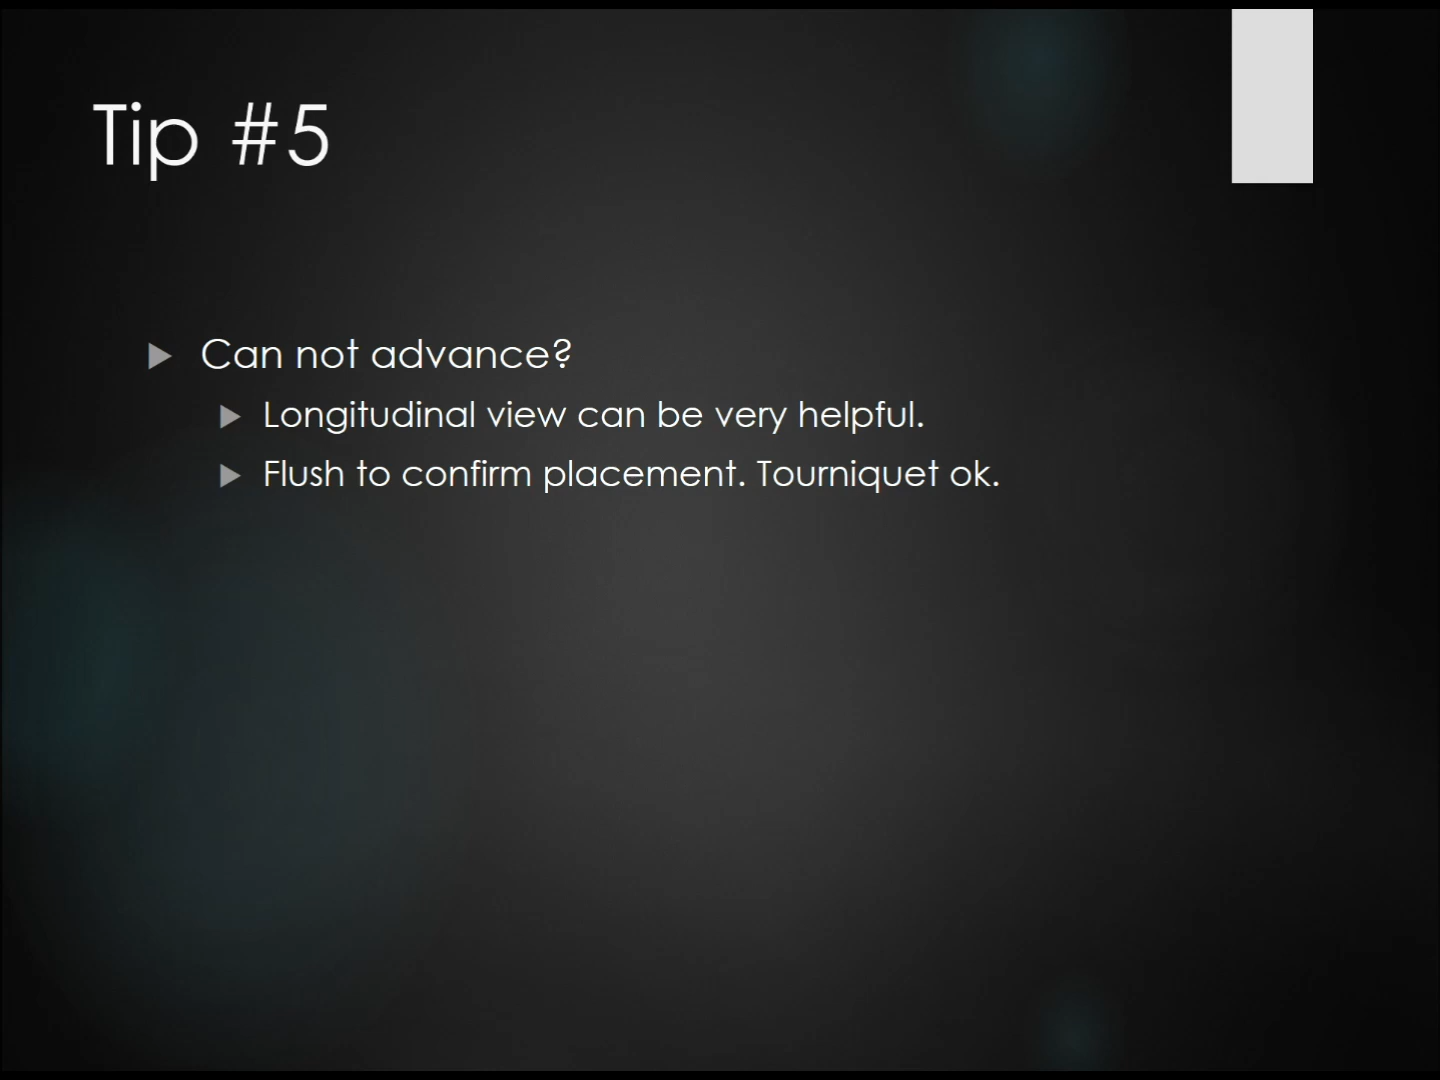 Tip #5
Can not advance?
Longitudinal view can be very helpful.
Flush to confirm placement. Tourniquet ok.